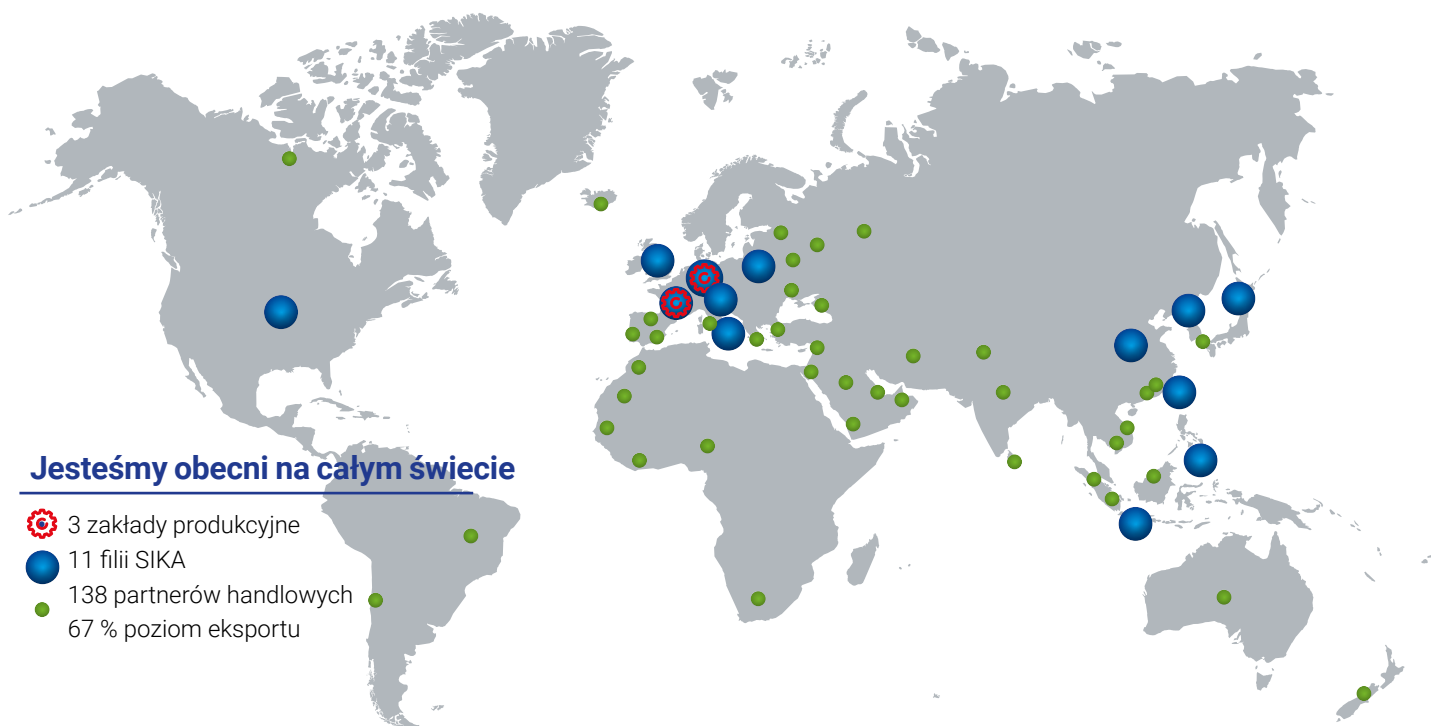 Jesteśmy obecni na całym świecie
3 zakłady produkcyjne
11 filii SIKA
138 partnerów handlowych
67 % poziom eksportu